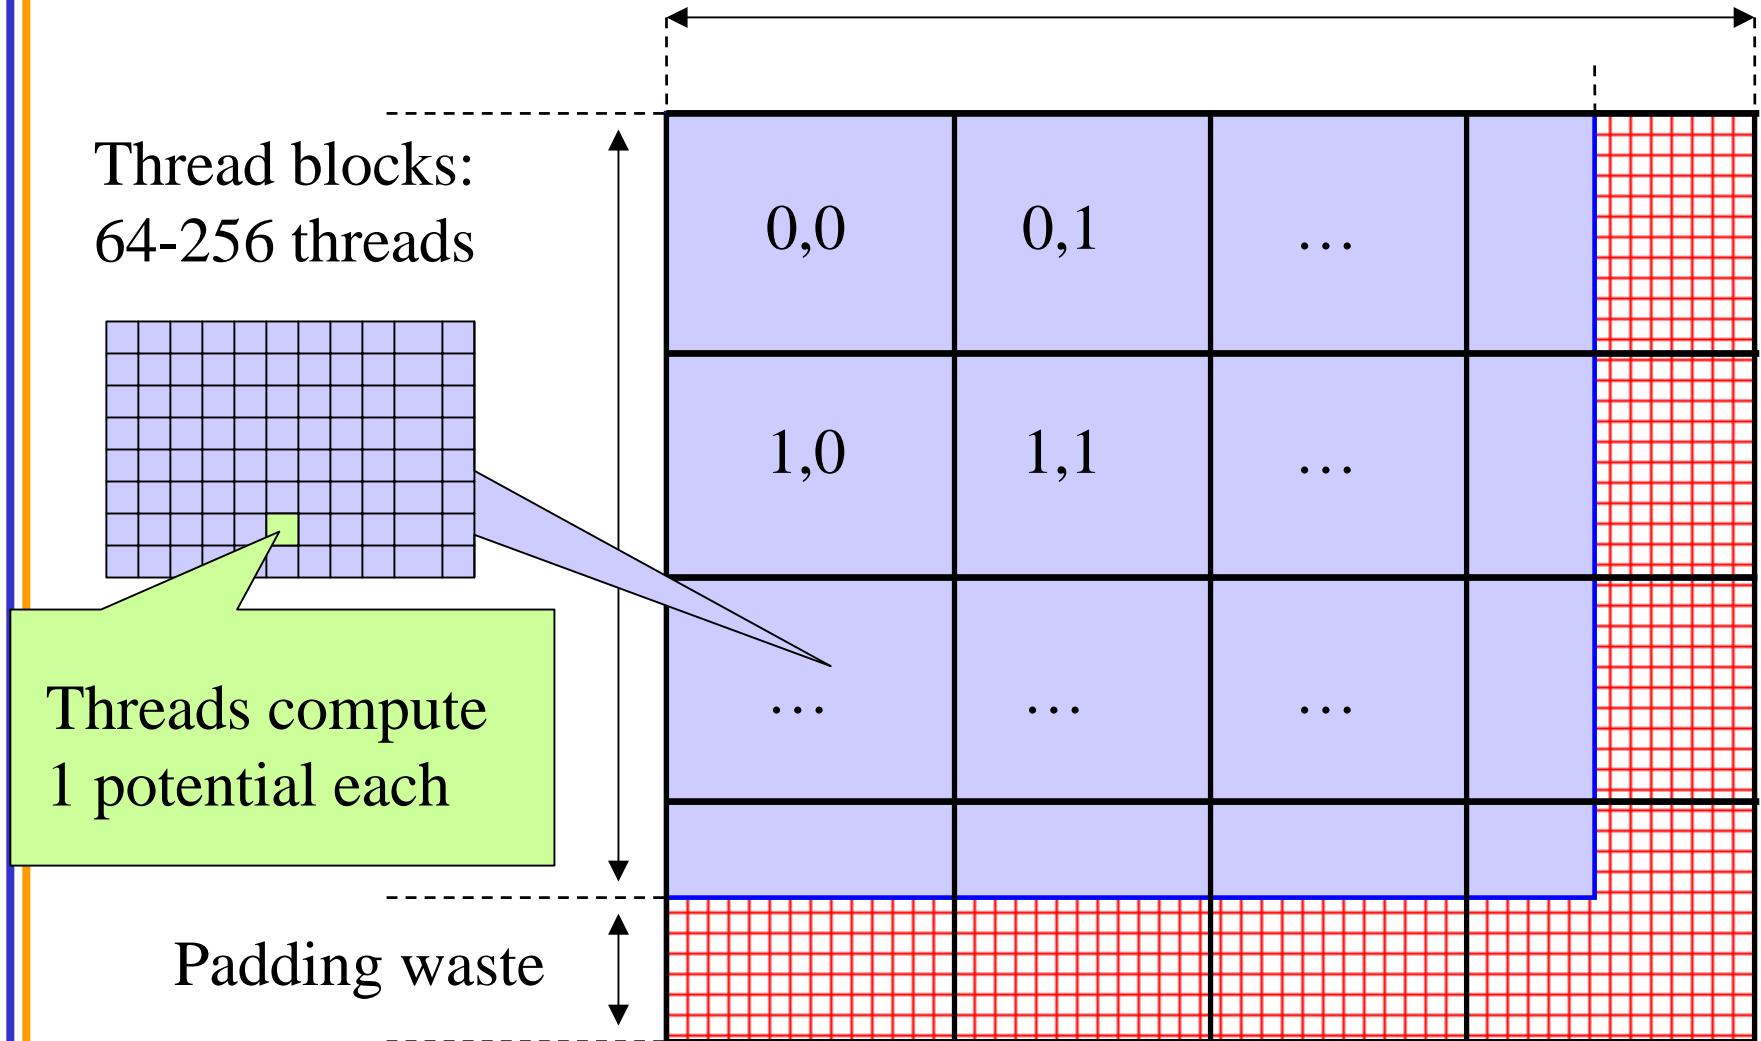 Thread blocks:
64-256 threads
0,0 0,1 …
1,0 1,1 …
… … …
Threads compute
1 potential each
Padding waste